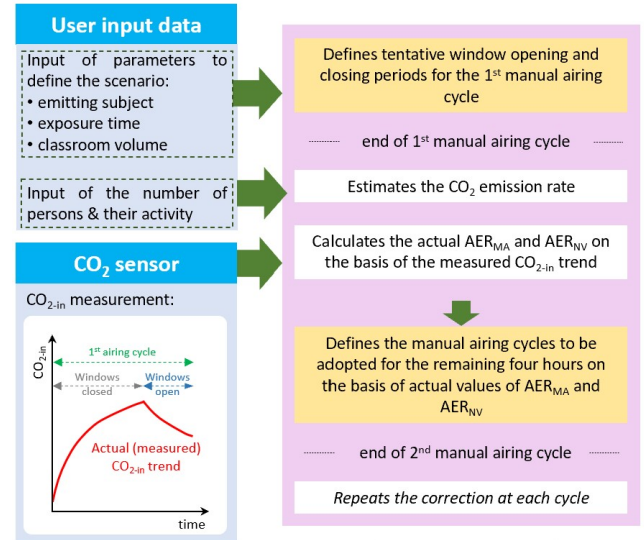 User input data
Input of parameters to
define the scenario:
• emitting subject
• exposure time
• classroom volume
Input of the number of
persons & their activity
CO₂ sensor
CO₂₋in measurement:
CO₂₋in
1st airing cycle
Windows
closed
Windows
open
Actual (measured)
CO₂₋in trend
time
Defines tentative window opening and
closing periods for the 1st manual airing
cycle
end of 1st manual airing cycle
Estimates the CO₂ emission rate
Calculates the actual AERMA and AERNV on
the basis of the measured CO₂₋in trend
Defines the manual airing cycles to be
adopted for the remaining four hours on
the basis of actual values of AERMA and
AERNV
end of 2nd manual airing cycle
Repeats the correction at each cycle